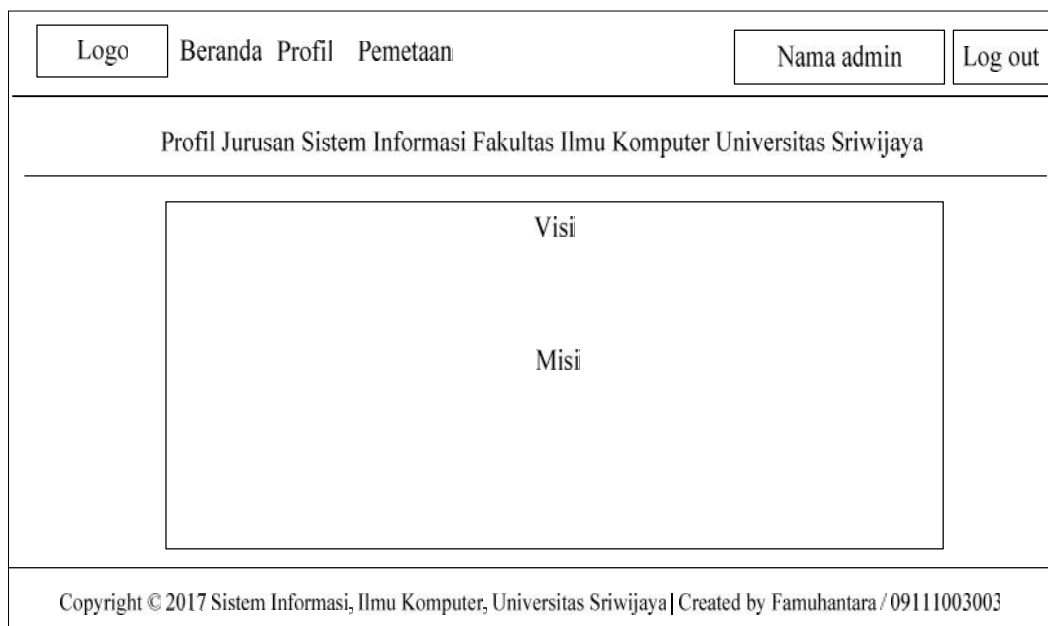 Logo Beranda Profil Pemetaan Nama admin Log out
Profil Jurusan Sistem Informasi Fakultas Ilmu Komputer Universitas Sriwijaya
Visi
Misi
Copyright © 2017 Sistem Informasi, Ilmu Komputer, Universitas Sriwijaya | Created by Famuhantara / 09111003003